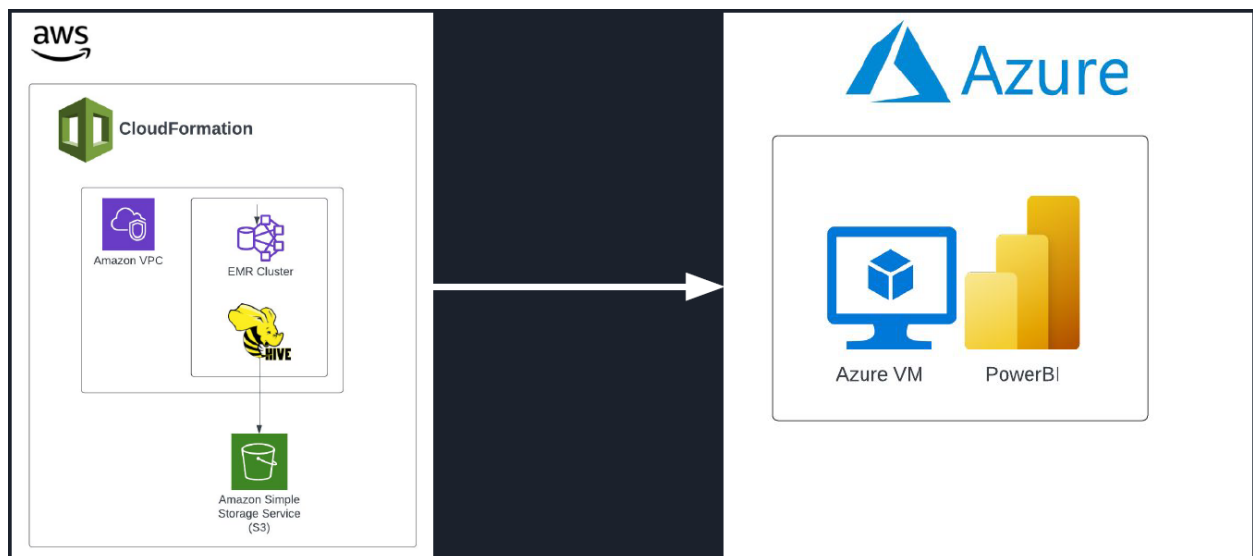 aws
CloudFormation
Amazon VPC
EMR Cluster
HIVE
Amazon Simple
Storage Service
(S3)
Azure
Azure VM
PowerBI